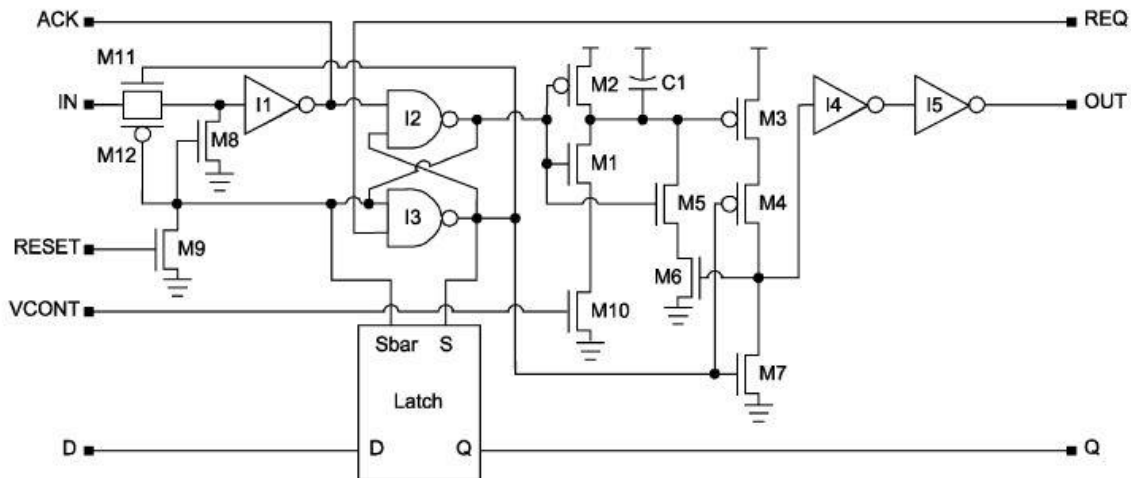 ACK
REQ
M11
IN
I1
M12
M8
I2
M2
C1
M3
I4
I5
OUT
M1
M5
M4
I3
RESET
M9
M6
VCONT
M10
Sbar
S
M7
Latch
D
D
Q
Q